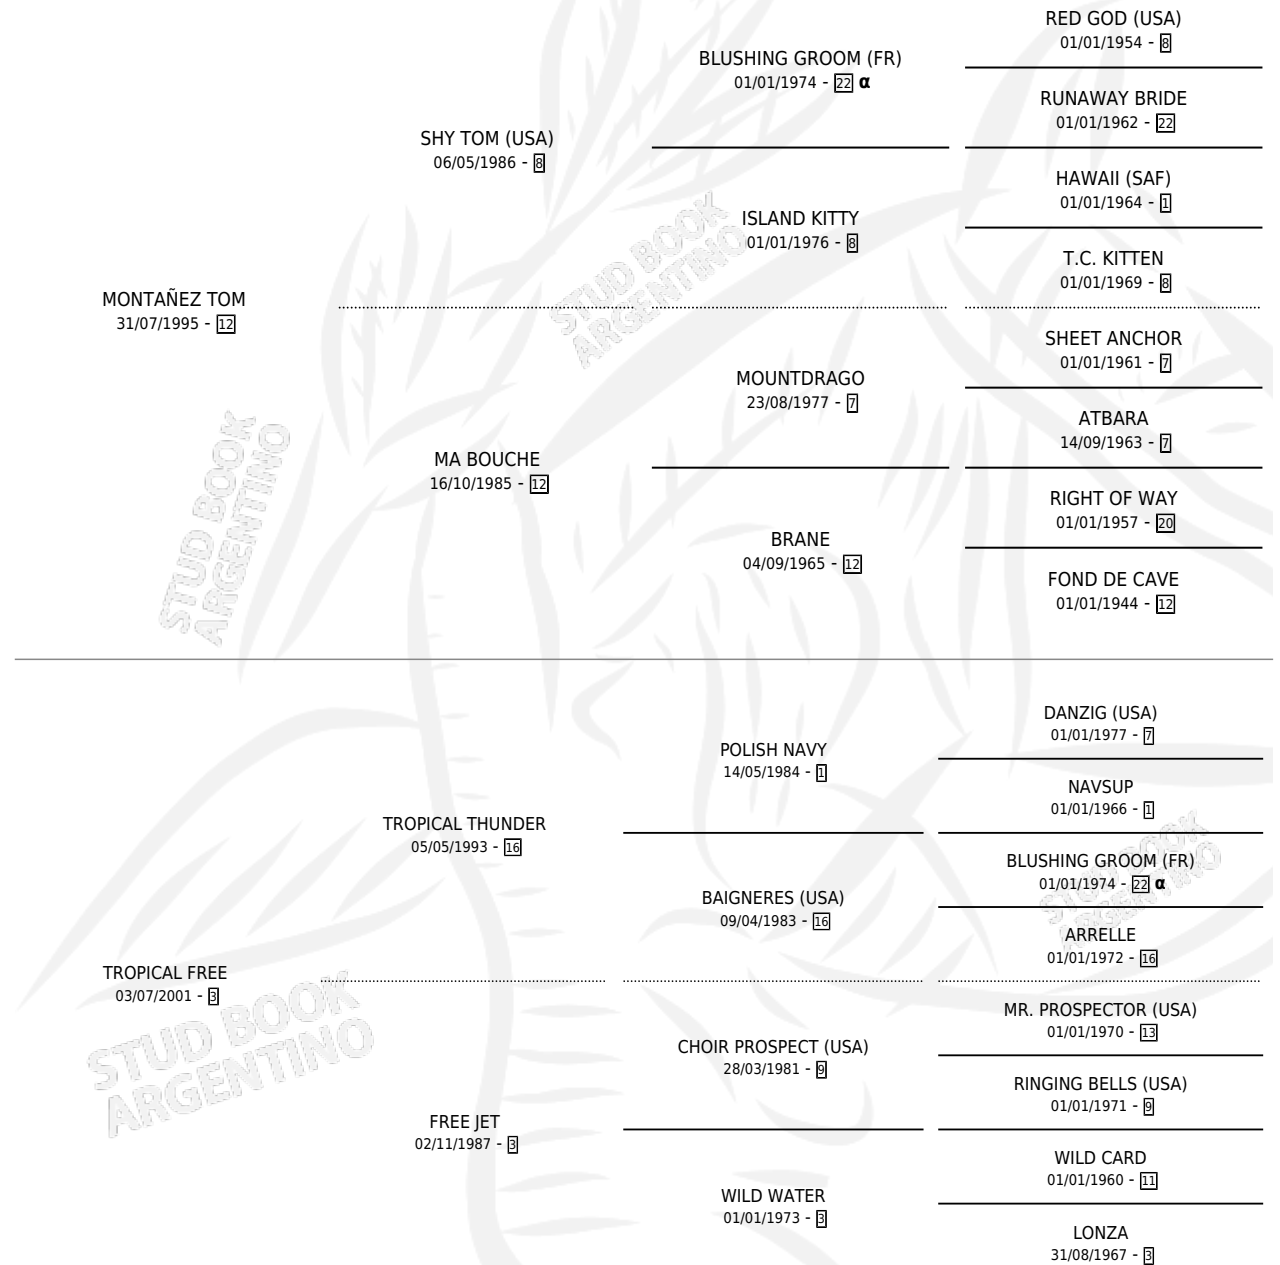 RED GOD (USA)
01/01/1954 - 8
BLUSHING GROOM (FR)
01/01/1974 - 22 α
RUNAWAY BRIDE
01/01/1962 - 22
SHY TOM (USA)
06/05/1986 - 8
HAWAII (SAF)
01/01/1964 - 1
ISLAND KITTY
01/01/1976 - 8
T.C. KITTEN
01/01/1969 - 8
STUD BOOK
ARGENTINO
MONTAÑEZ TOM
31/07/1995 - 12
SHEET ANCHOR
01/01/1961 - 7
MOUNTDRAGO
23/08/1977 - 7
ATBARA
14/09/1963 - 7
MA BOUCHE
16/10/1985 - 12
RIGHT OF WAY
01/01/1957 - 20
BRANE
04/09/1965 - 12
FOND DE CAVE
01/01/1944 - 12
STUD BOOK
ARGENTINO
DANZIG (USA)
01/01/1977 - 7
POLISH NAVY
14/05/1984 - 1
NAVSUP
01/01/1966 - 1
TROPICAL THUNDER
05/05/1993 - 16
BLUSHING GROOM (FR)
01/01/1974 - 22 α
BAIGNERES (USA)
09/04/1983 - 16
ARRELLE
01/01/1972 - 16
STUD BOOK
ARGENTINO
TROPICAL FREE
03/07/2001 - 3
MR. PROSPECTOR (USA)
01/01/1970 - 13
CHOIR PROSPECT (USA)
28/03/1981 - 9
RINGING BELLS (USA)
01/01/1971 - 9
STUD BOOK
ARGENTINO
FREE JET
02/11/1987 - 3
WILD CARD
01/01/1960 - 11
WILD WATER
01/01/1973 - 3
LONZA
31/08/1967 - 3